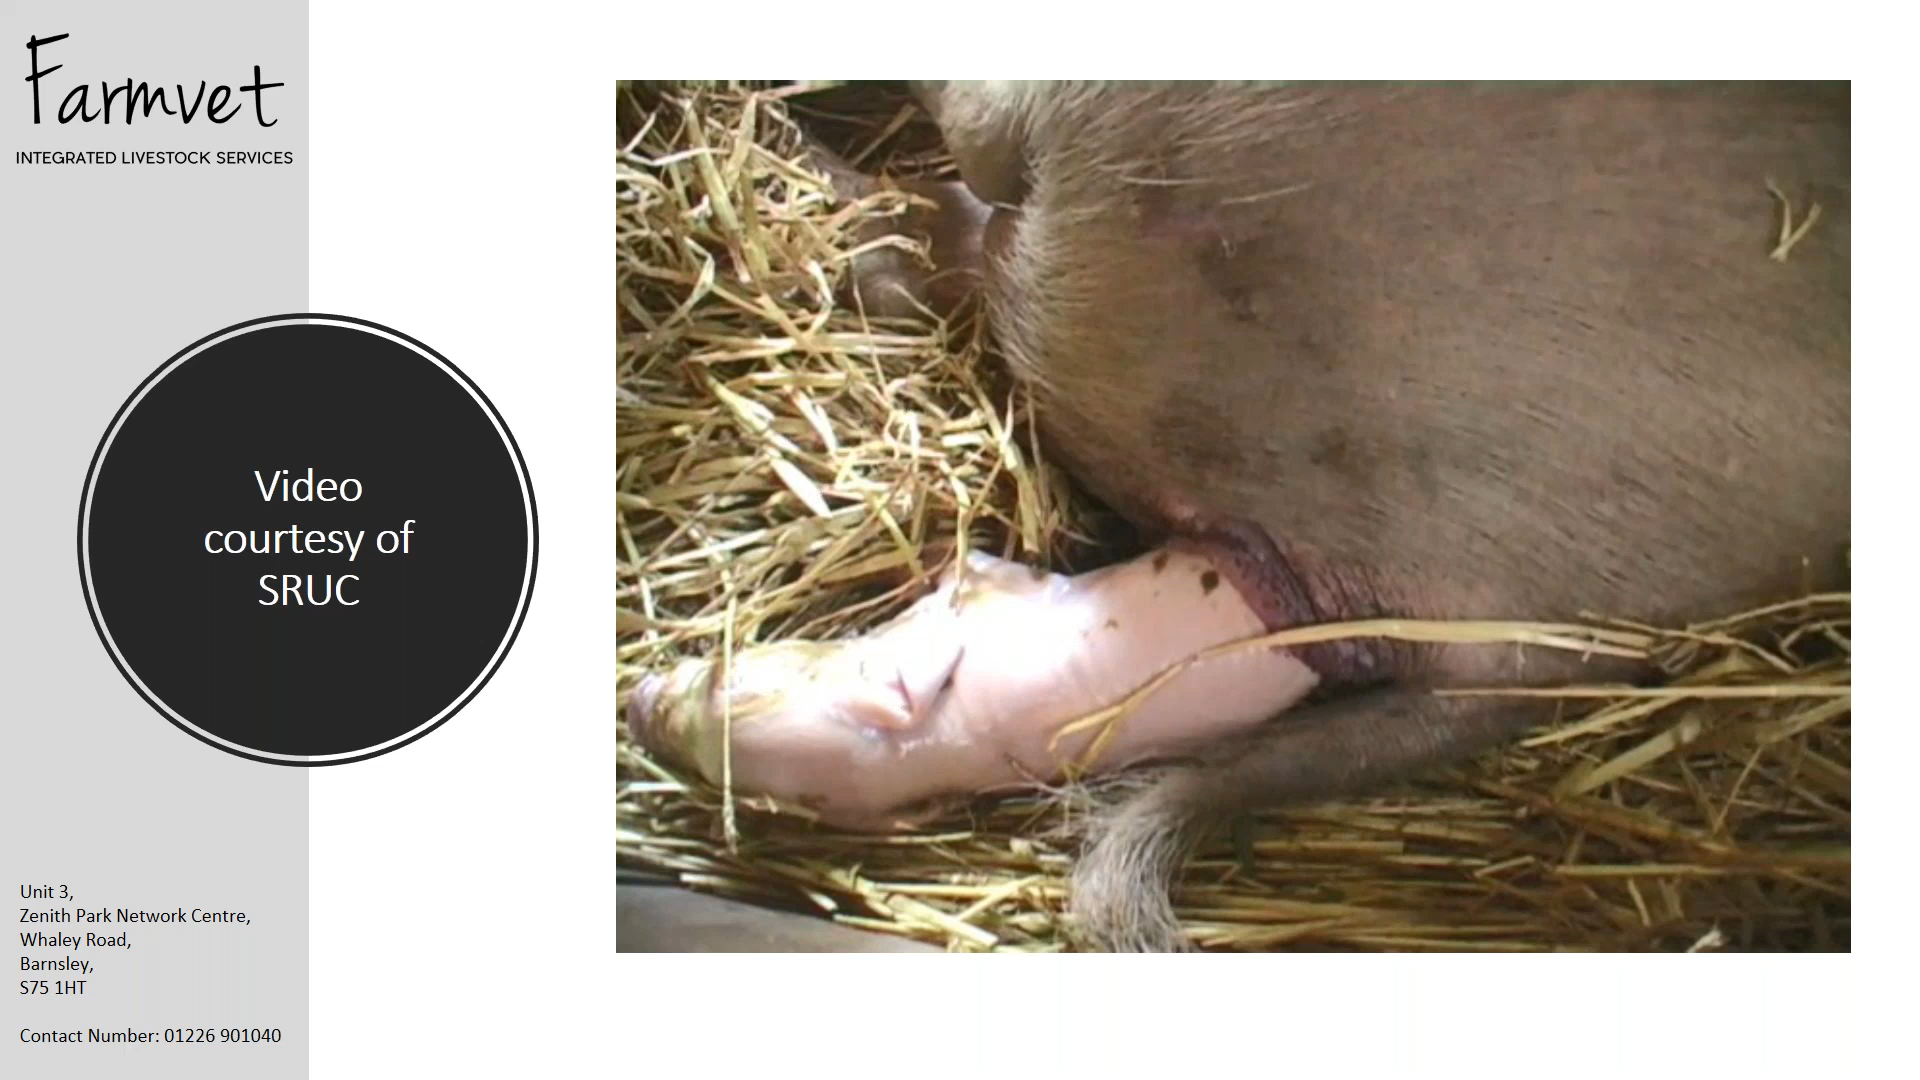 Farmvet
INTEGRATED LIVESTOCK SERVICES
Video
courtesy of
SRUC
Unit 3,
Zenith Park Network Centre,
Whaley Road,
Barnsley,
S75 1HT
Contact Number: 01226 901040